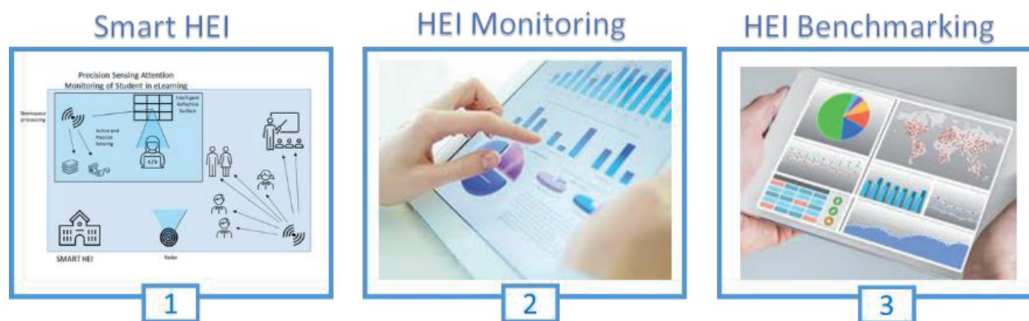 Smart HEI
HEI Monitoring
HEI Benchmarking
Precision Sensing Attention
Monitoring of Student in eLearning
Beamspace
processing
Intelligent
Reflective
Surface
Active and
Passive
Sensing
SMART HEI
Radar
1
2
3